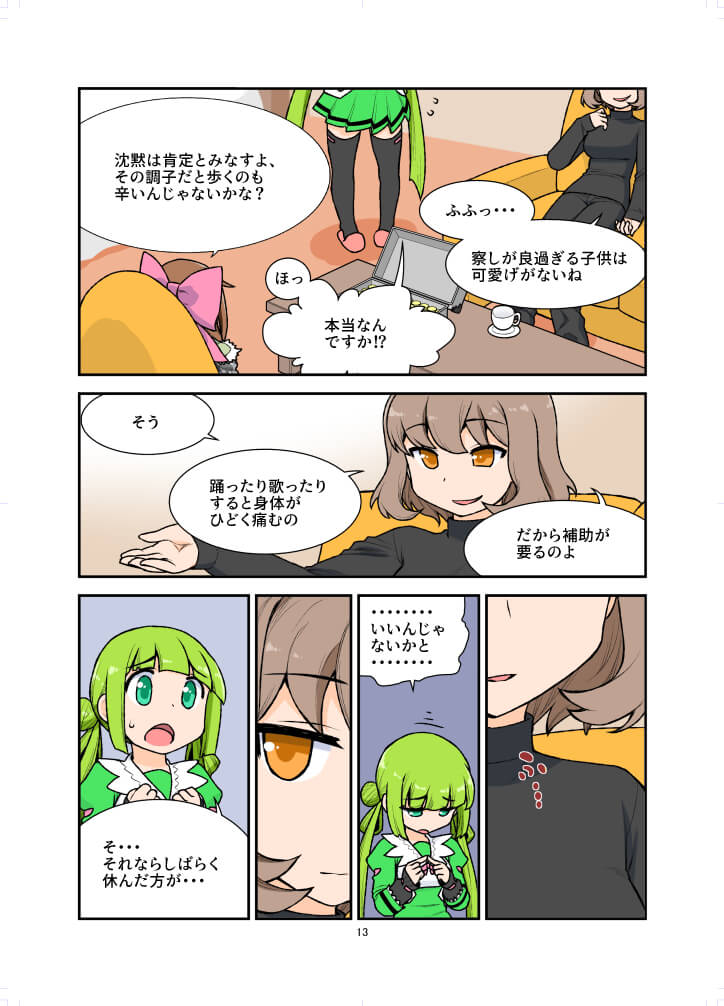 沈黙は肯定とみなすよ、
その調子だと歩くのも
辛いんじゃないかな？
ふふっ・・・
察しが良過ぎる子供は
可愛げがないね
ほっ
本当なん
ですか!?
そう
踊ったり歌ったり
すると身体が
ひどく痛むの
だから補助が
要るのよ
そ・・・
それならしばらく
休んだ方が・・・
・・・・・・・・
いいんじゃ
ないかと
・・・・・・・・
13